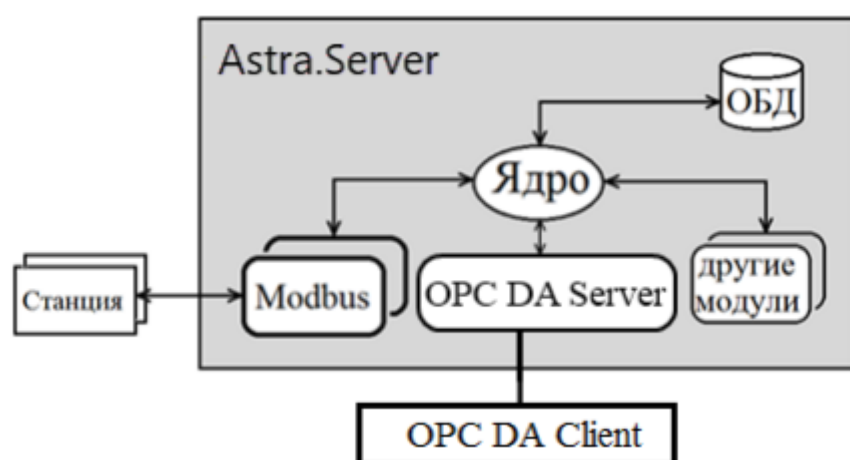 Astra.Server
ОБД
Ядро
Станция
Modbus
OPC DA Server
другие
модули
OPC DA Client